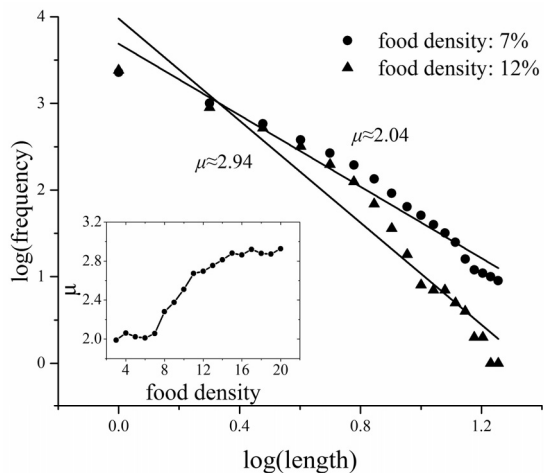 4
3
2
1
0
log(frequency)
food density: 7%
food density: 12%
μ≈2.04
μ≈2.94
3.2
2.8
2.4
2.0
μ
4 8 12 16 20
food density
0.0 0.4 0.8 1.2
log(length)